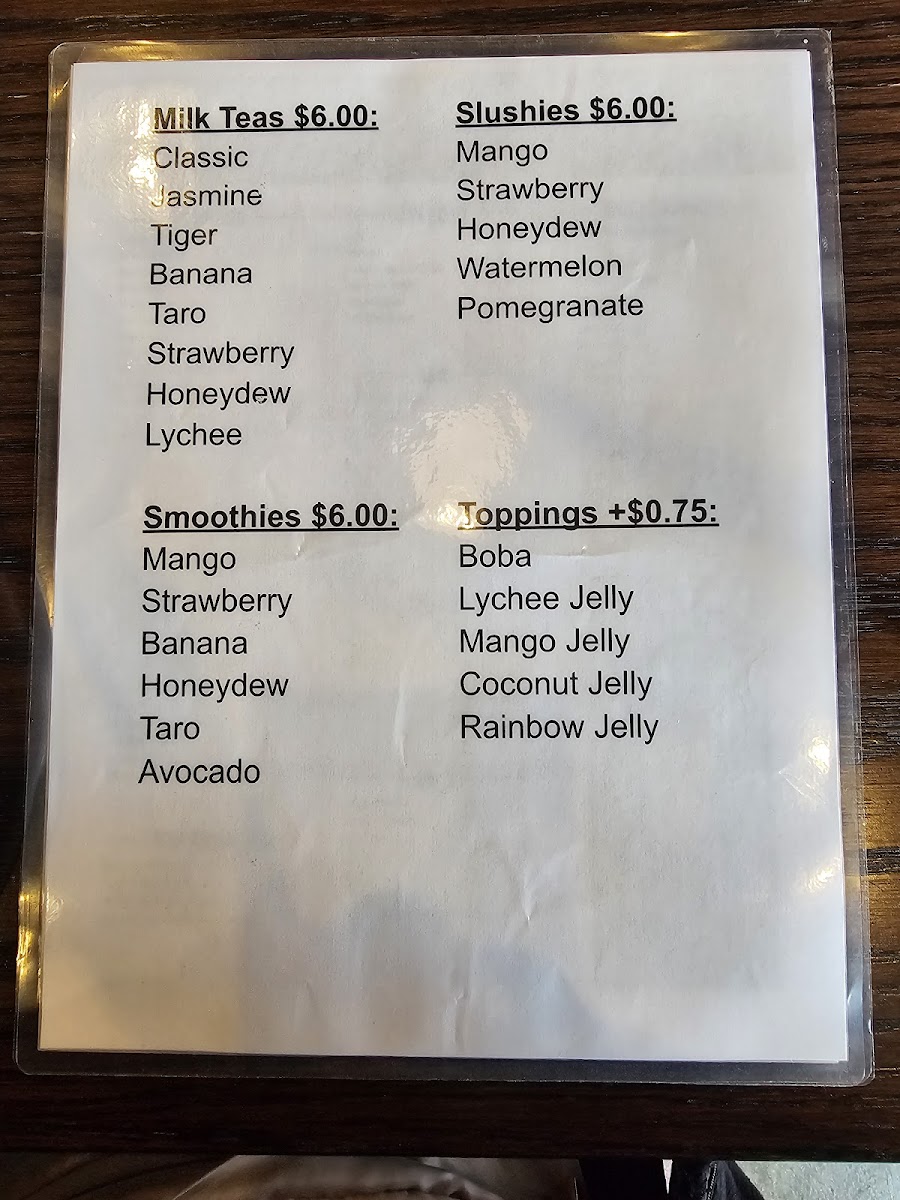 Milk Teas $6.00:
Classic
Jasmine
Tiger
Banana
Taro
Strawberry
Honeydew
Lychee
Slushies $6.00:
Mango
Strawberry
Honeydew
Watermelon
Pomegranate
Smoothies $6.00:
Mango
Strawberry
Banana
Honeydew
Taro
Avocado
Toppings +$0.75:
Boba
Lychee Jelly
Mango Jelly
Coconut Jelly
Rainbow Jelly